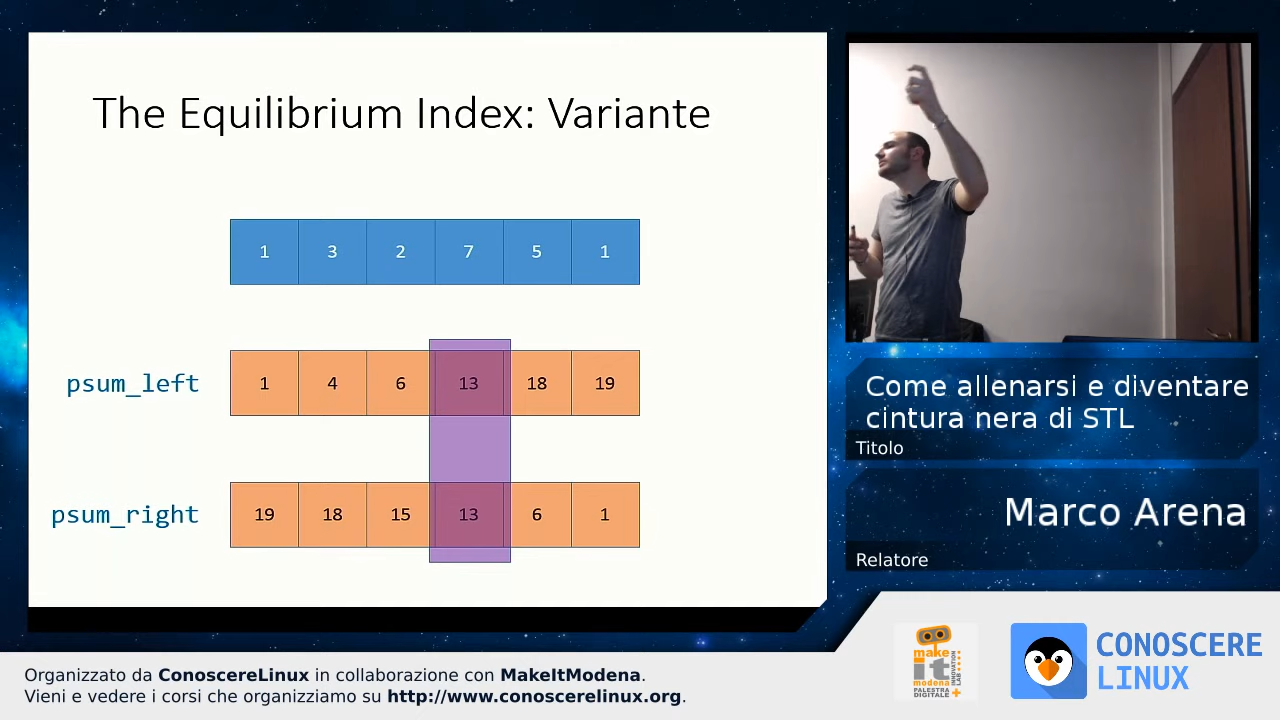 The Equilibrium Index: Variante
1 3 2 7 5 1
psum_left 1 4 6 13 18 19
psum_right 19 18 15 13 6 1
Come allenarsi e diventare
cintura nera di STL
Titolo
Marco Arena
Relatore
make
it
modena
PALESTRA
DIGITALE
INNOVATION
LAB
CONOSCERE
LINUX
Organizzato da ConoscereLinux in collaborazione con MakeItModena.
Vieni e vedere i corsi che organizziamo su http://www.conoscerelinux.org.